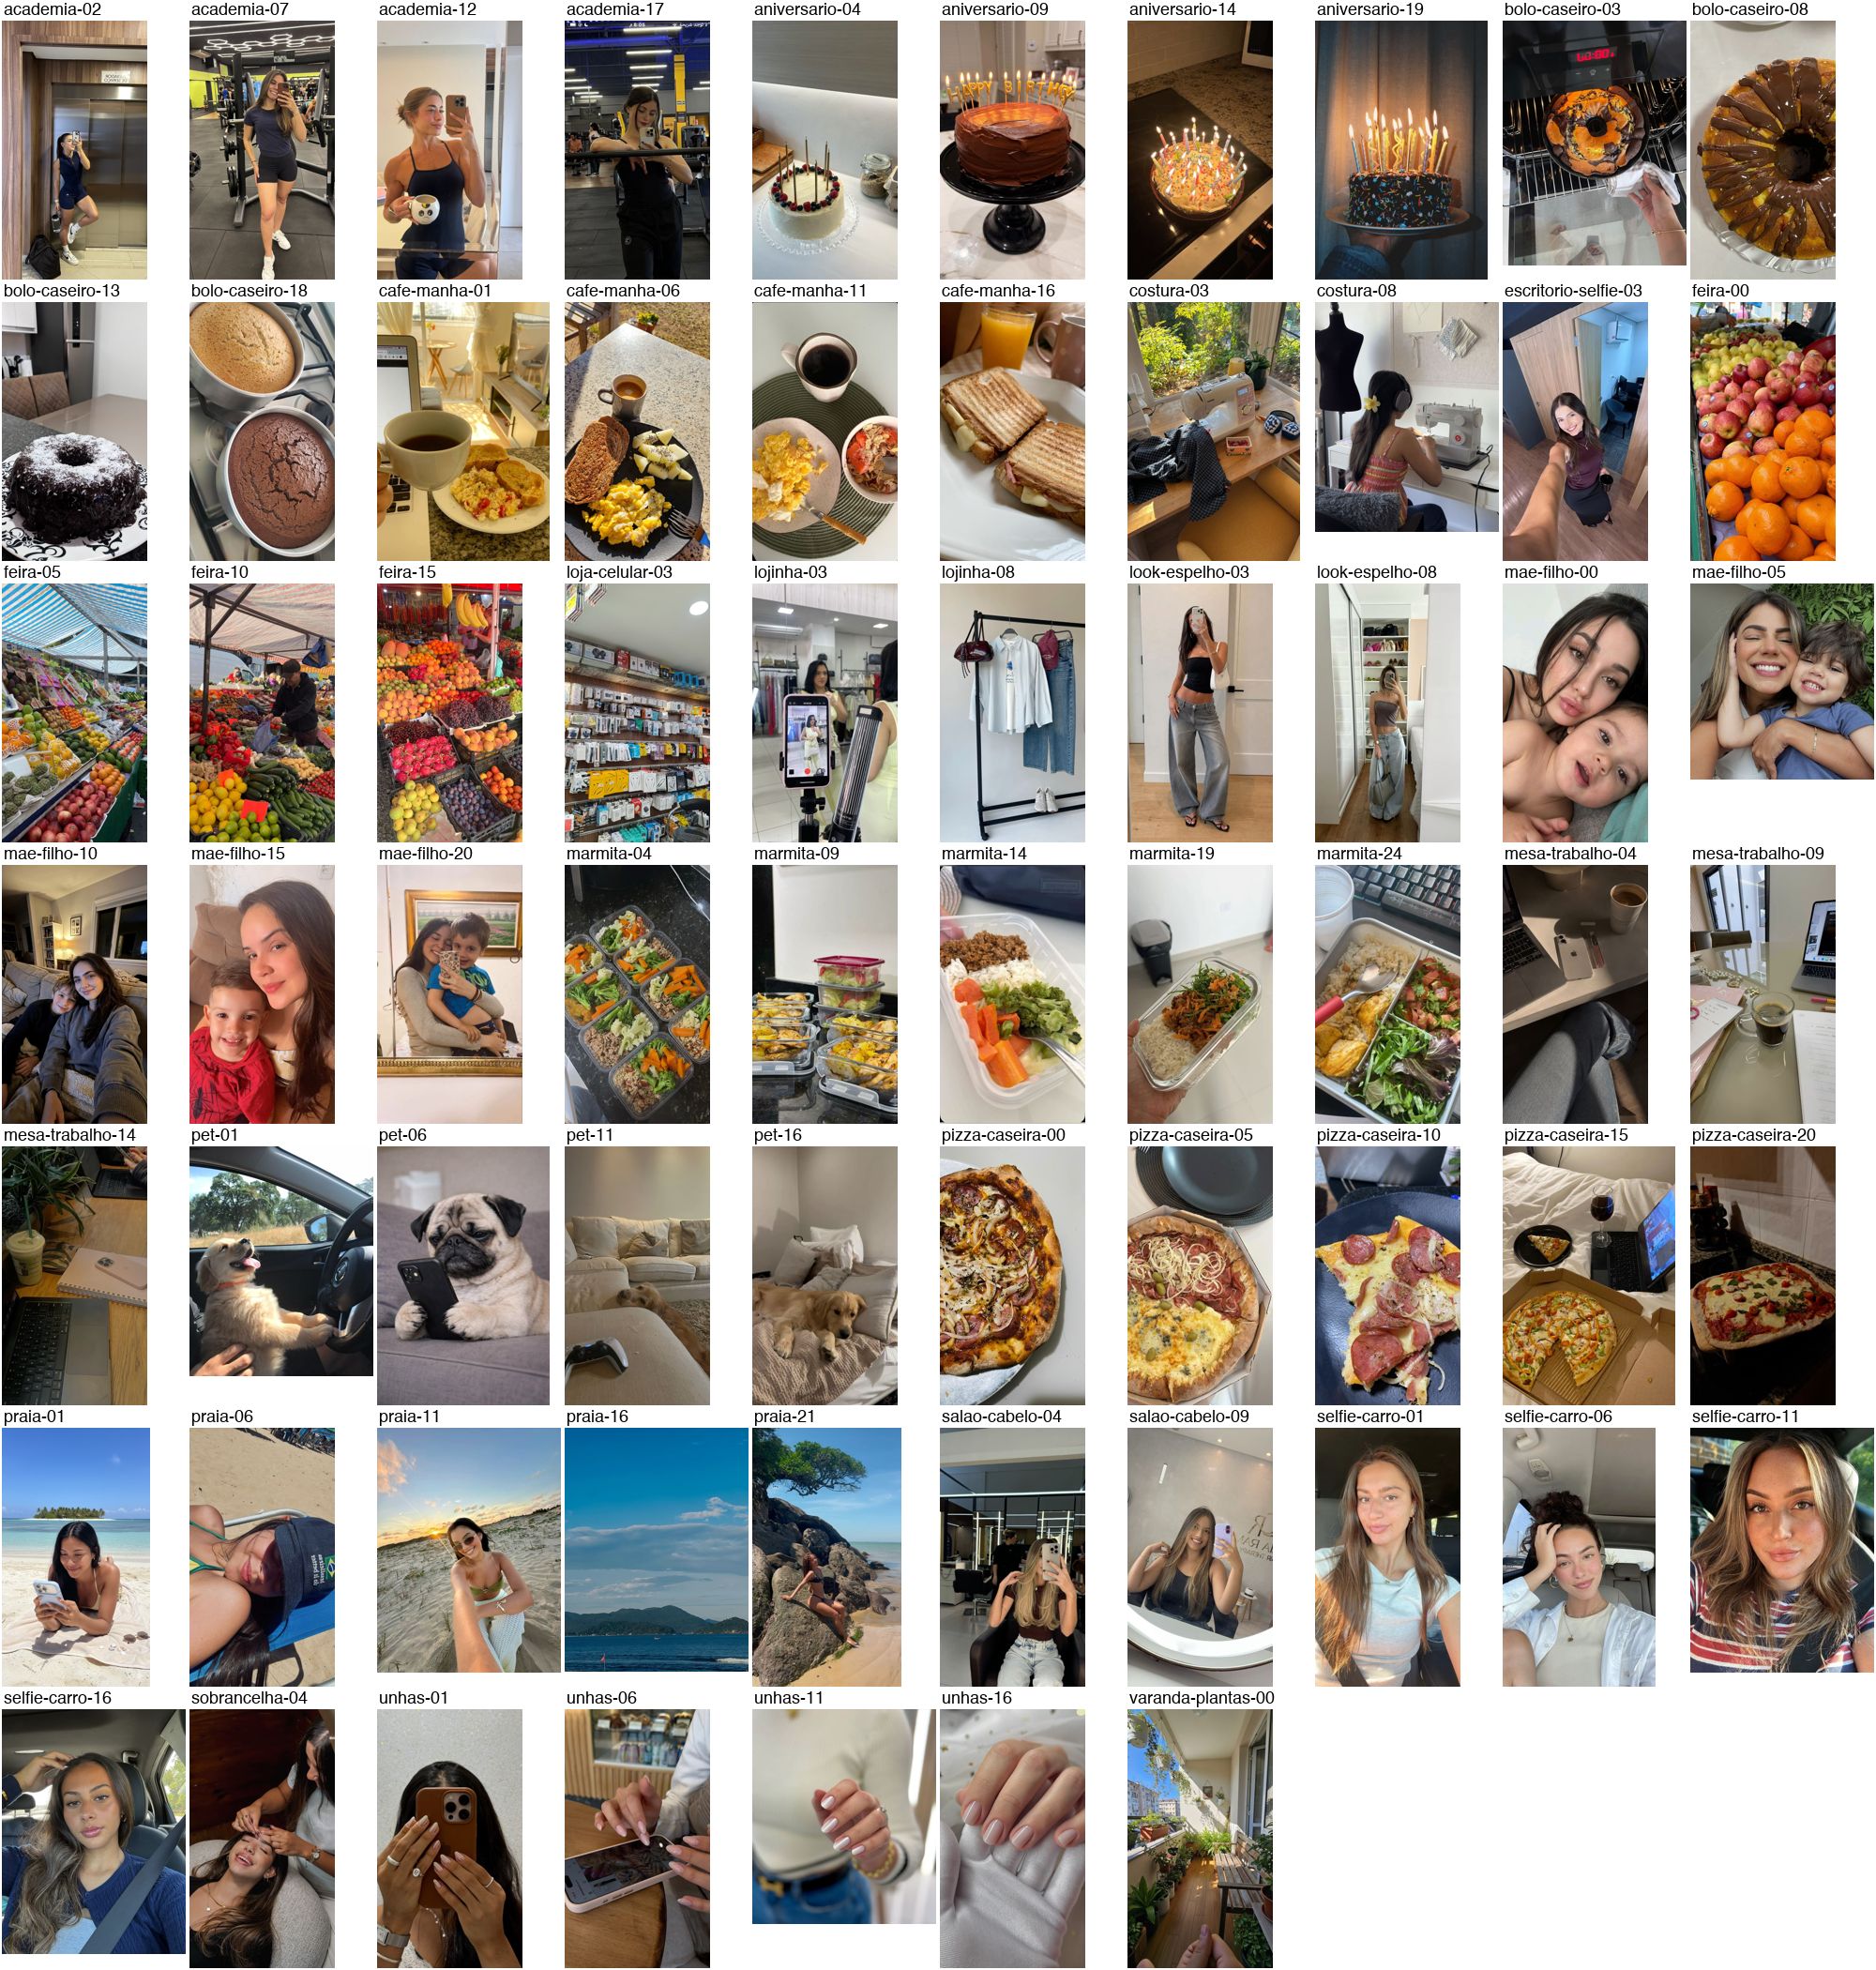 academia-02 academia-07 academia-12 academia-17 aniversario-04 aniversario-09 aniversario-14 aniversario-19 bolo-caseiro-03 bolo-caseiro-08
HAPPY BIRTHD
bolo-caseiro-13 bolo-caseiro-18 cafe-manha-01 cafe-manha-06 cafe-manha-11 cafe-manha-16 costura-03 costura-08 escritorio-selfie-03 feira-00
feira-05 feira-10 feira-15 loja-celular-03 lojinha-03 lojinha-08 look-espelho-03 look-espelho-08 mae-filho-00 mae-filho-05
mae-filho-10 mae-filho-15 mae-filho-20 marmita-04 marmita-09 marmita-14 marmita-19 marmita-24 mesa-trabalho-04 mesa-trabalho-09
mesa-trabalho-14 pet-01 pet-06 pet-11 pet-16 pizza-caseira-00 pizza-caseira-05 pizza-caseira-10 pizza-caseira-15 pizza-caseira-20
praia-01 praia-06 praia-11 praia-16 praia-21 salao-cabelo-04 salao-cabelo-09 selfie-carro-01 selfie-carro-06 selfie-carro-11
selfie-carro-16 sobrancelha-04 unhas-01 unhas-06 unhas-11 unhas-16 varanda-plantas-00